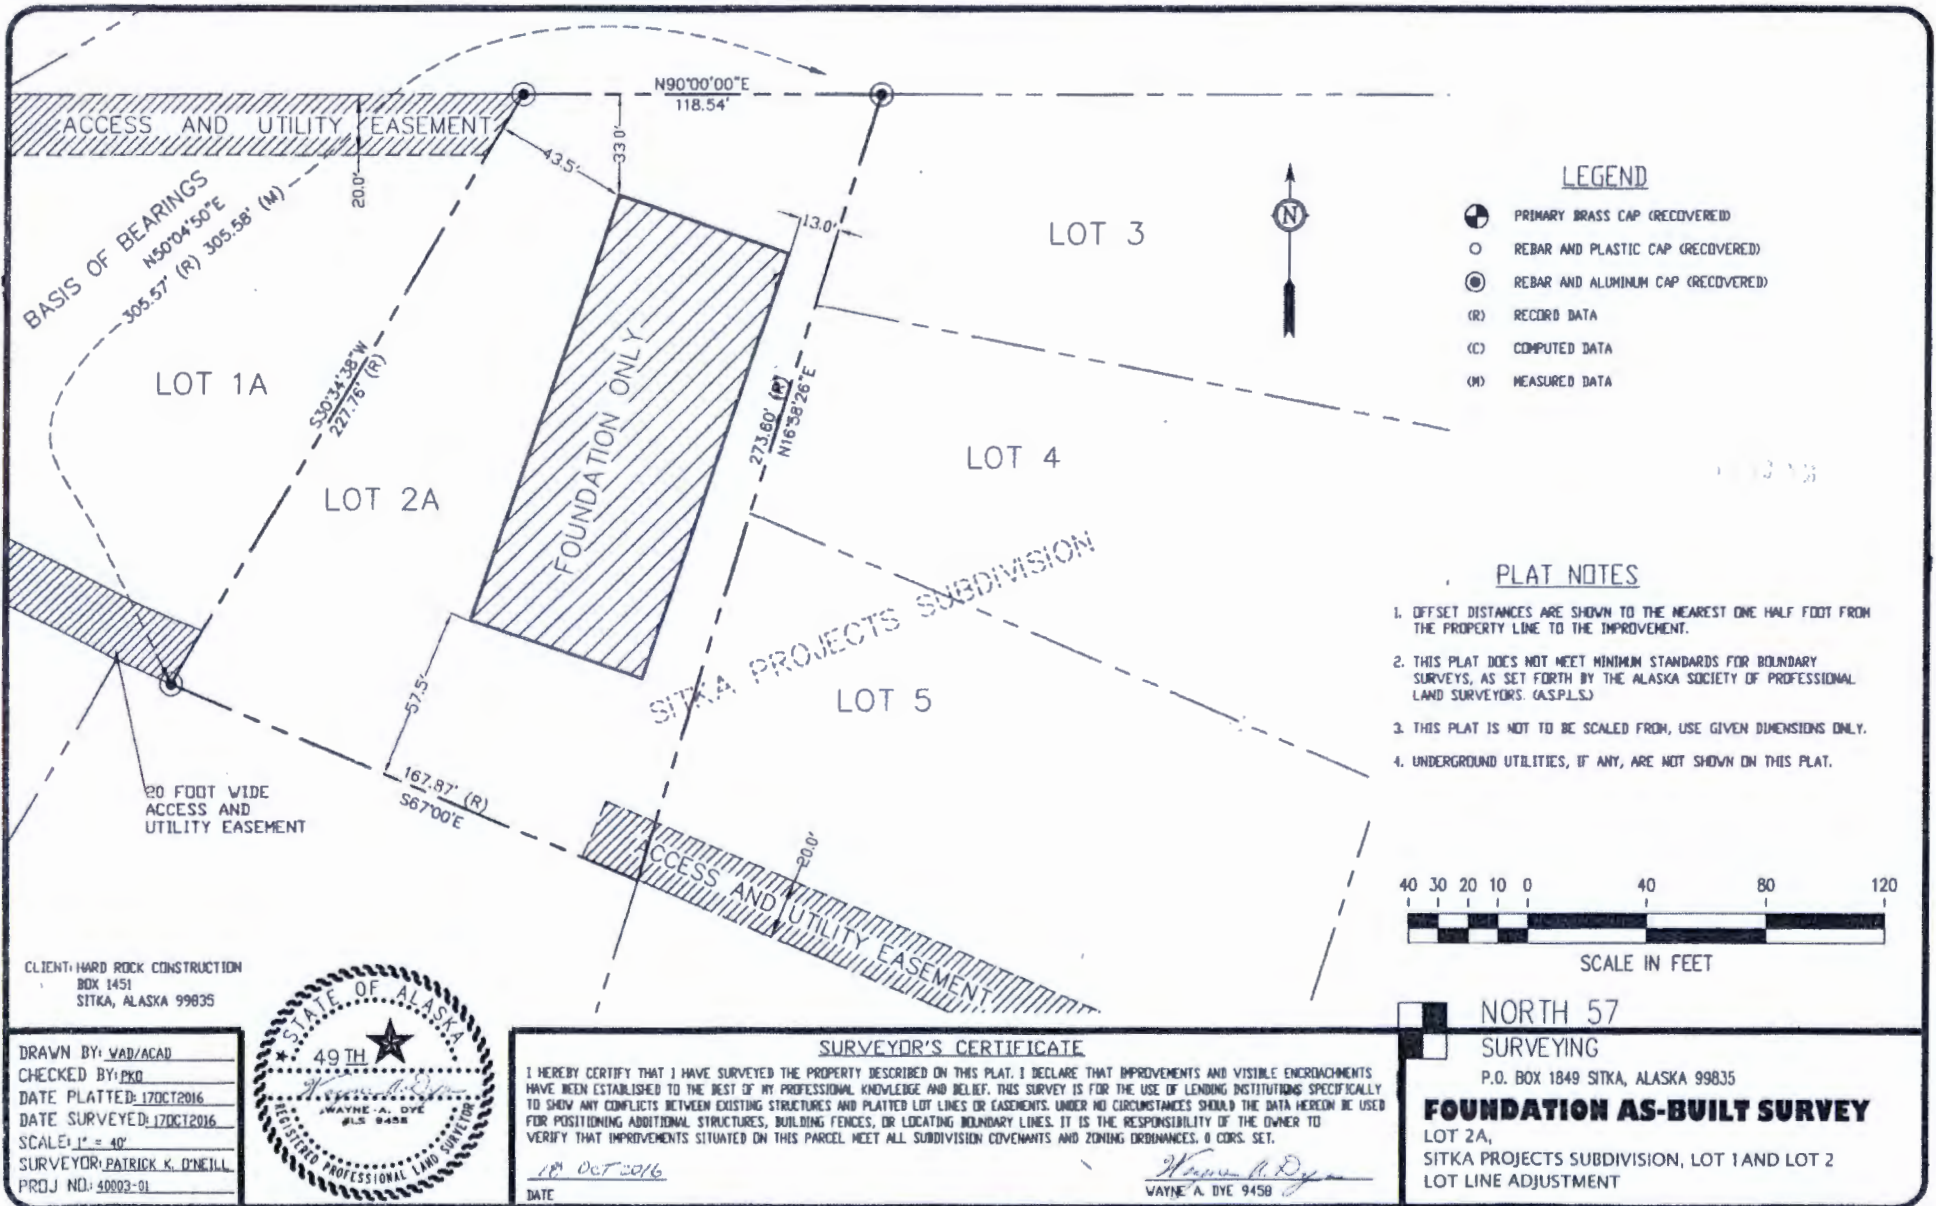 N90°00'00"E
118.54'
ACCESS AND UTILITY EASEMENT
43.5'
33.0'
20.0'
13.0'
BASIS OF BEARINGS
N50°04'50"E
305.57' (R) 305.58' (M)
LOT 1A
S30°34'38"W
227.76' (R)
LOT 2A
FOUNDATION ONLY
273.60' (R)
N16°58'26"E
LOT 3
LOT 4
LOT 5
SITKA PROJECTS SUBDIVISION
57.5'
167.87' (R)
S67°00'E
20 FOOT WIDE
ACCESS AND
UTILITY EASEMENT
ACCESS AND UTILITY EASEMENT
20.0'
N
LEGEND
PRIMARY BRASS CAP (RECOVERED)
REBAR AND PLASTIC CAP (RECOVERED)
REBAR AND ALUMINUM CAP (RECOVERED)
(R) RECORD DATA
(C) COMPUTED DATA
(M) MEASURED DATA
PLAT NOTES
1. OFFSET DISTANCES ARE SHOWN TO THE NEAREST ONE HALF FOOT FROM
THE PROPERTY LINE TO THE IMPROVEMENT.
2. THIS PLAT DOES NOT MEET MINIMUM STANDARDS FOR BOUNDARY
SURVEYS, AS SET FORTH BY THE ALASKA SOCIETY OF PROFESSIONAL
LAND SURVEYORS. (A.S.P.L.S.)
3. THIS PLAT IS NOT TO BE SCALED FROM, USE GIVEN DIMENSIONS ONLY.
4. UNDERGROUND UTILITIES, IF ANY, ARE NOT SHOWN ON THIS PLAT.
40 30 20 10 0 40 80 120
SCALE IN FEET
CLIENT: HARD ROCK CONSTRUCTION
BOX 1451
SITKA, ALASKA 99835
DRAWN BY: WAD/ACAD
CHECKED BY: PKO
DATE PLATTED: 17OCT2016
DATE SURVEYED: 17OCT2016
SCALE: 1" = 40'
SURVEYOR: PATRICK K. O'NEILL
PROJ NO.: 40003-01
STATE OF ALASKA
49 TH
Wayne A. Dye
WAYNE A. DYE
#LS 9458
REGISTERED PROFESSIONAL LAND SURVEYOR
SURVEYOR'S CERTIFICATE
I HEREBY CERTIFY THAT I HAVE SURVEYED THE PROPERTY DESCRIBED ON THIS PLAT. I DECLARE THAT IMPROVEMENTS AND VISIBLE ENCROACHMENTS
HAVE BEEN ESTABLISHED TO THE BEST OF MY PROFESSIONAL KNOWLEDGE AND BELIEF. THIS SURVEY IS FOR THE USE OF LENDING INSTITUTIONS SPECIFICALLY
TO SHOW ANY CONFLICTS BETWEEN EXISTING STRUCTURES AND PLATTED LOT LINES OR EASEMENTS. UNDER NO CIRCUMSTANCES SHOULD THE DATA HEREON BE USED
FOR POSITIONING ADDITIONAL STRUCTURES, BUILDING FENCES, OR LOCATING BOUNDARY LINES. IT IS THE RESPONSIBILITY OF THE OWNER TO
VERIFY THAT IMPROVEMENTS SITUATED ON THIS PARCEL MEET ALL SUBDIVISION COVENANTS AND ZONING ORDINANCES. 0 CORS. SET.
18 OCT 2016
DATE
Wayne A. Dye
WAYNE A. DYE 9458
NORTH 57
SURVEYING
P.O. BOX 1849 SITKA, ALASKA 99835
FOUNDATION AS-BUILT SURVEY
LOT 2A,
SITKA PROJECTS SUBDIVISION, LOT 1 AND LOT 2
LOT LINE ADJUSTMENT